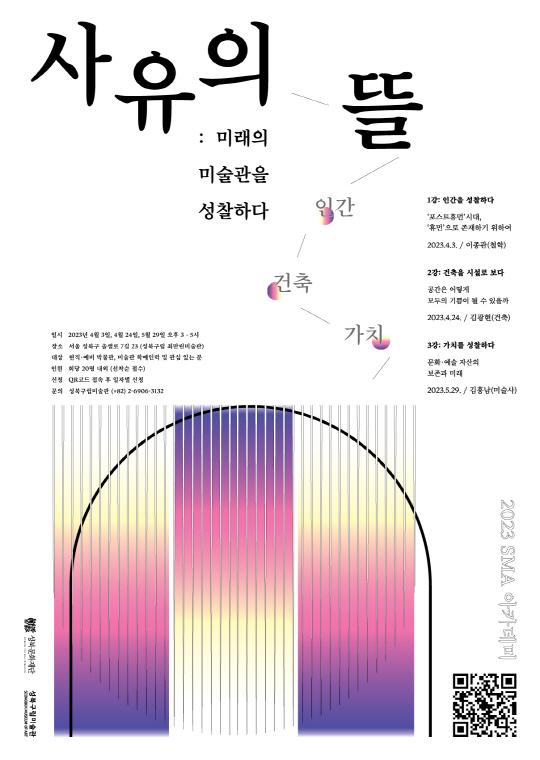 사유의 뜰
: 미래의
미술관을
성찰하다
인간
건축
가치
1강: 인간을 성찰하다
'포스트휴먼'시대,
'휴먼'으로 존재하기 위하여
2023.4.3. / 이종관(철학)
2강: 건축을 시설로 보다
공간은 어떻게
모두의 기쁨이 될 수 있을까
2023.4.24. / 김광현(건축)
3강: 가치를 성찰하다
문화·예술 자산의
보존과 미래
2023.5.29. / 김홍남(미술사)
일시 2023년 4월 3일, 4월 24일, 5월 29일 오후 3 - 5시
장소 서울 성북구 음쌀로 7길 23 (성북구립 최만린미술관)
대상 현직·예비 박물관, 미술관 학예인력 및 관심 있는 분
인원 회당 20명 내외 (선착순 접수)
신청 QR코드 접속 후 일자별 신청
문의 성북구립미술관 (+82) 2-6906-3132
2023 SMA 아카데미
성북문화재단
성북구립미술관
SEONGBUK MUSEUM OF ART